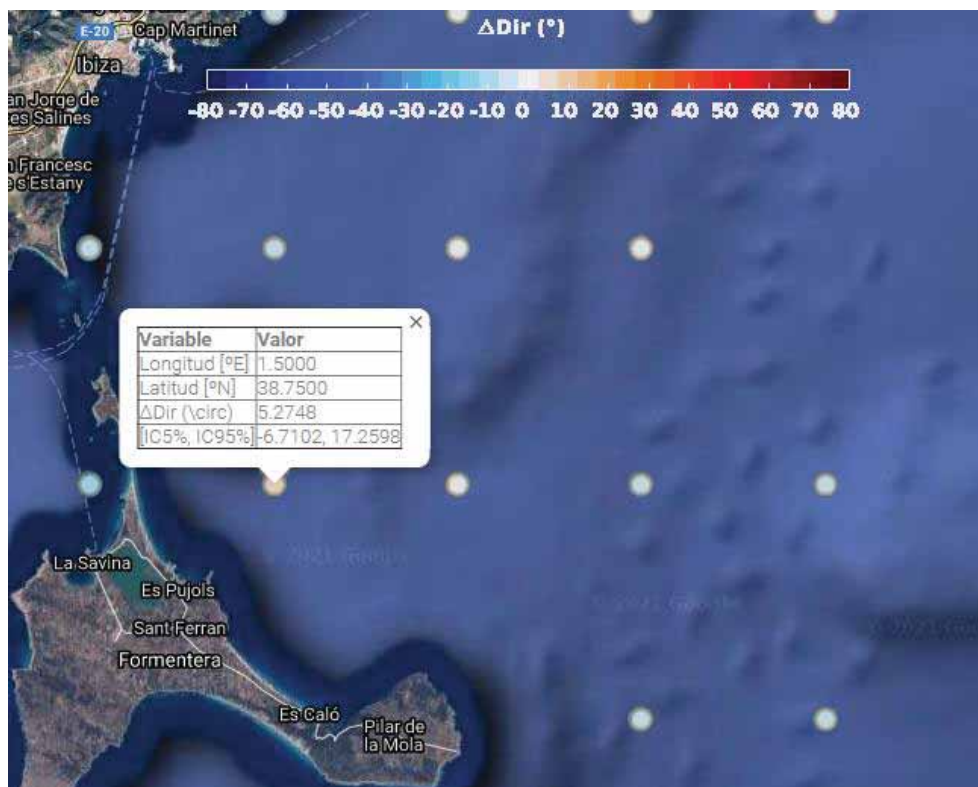 E-20
Cap Martinet
ΔDir (°)
Ibiza
-80 -70 -60 -50 -40 -30 -20 -10 0 10 20 30 40 50 60 70 80
an Jorge de
es Salines
Francesc
s'Estany
×
Variable Valor
Longitud [ºE] 1.5000
Latitud [ºN] 38.7500
ΔDir (\circ) 5.2748
[IC5%, IC95%] -6.7102, 17.2598
La Savina
Es Pujols
Sant Ferran
Formentera
Es Caló
Pilar de
la Mola